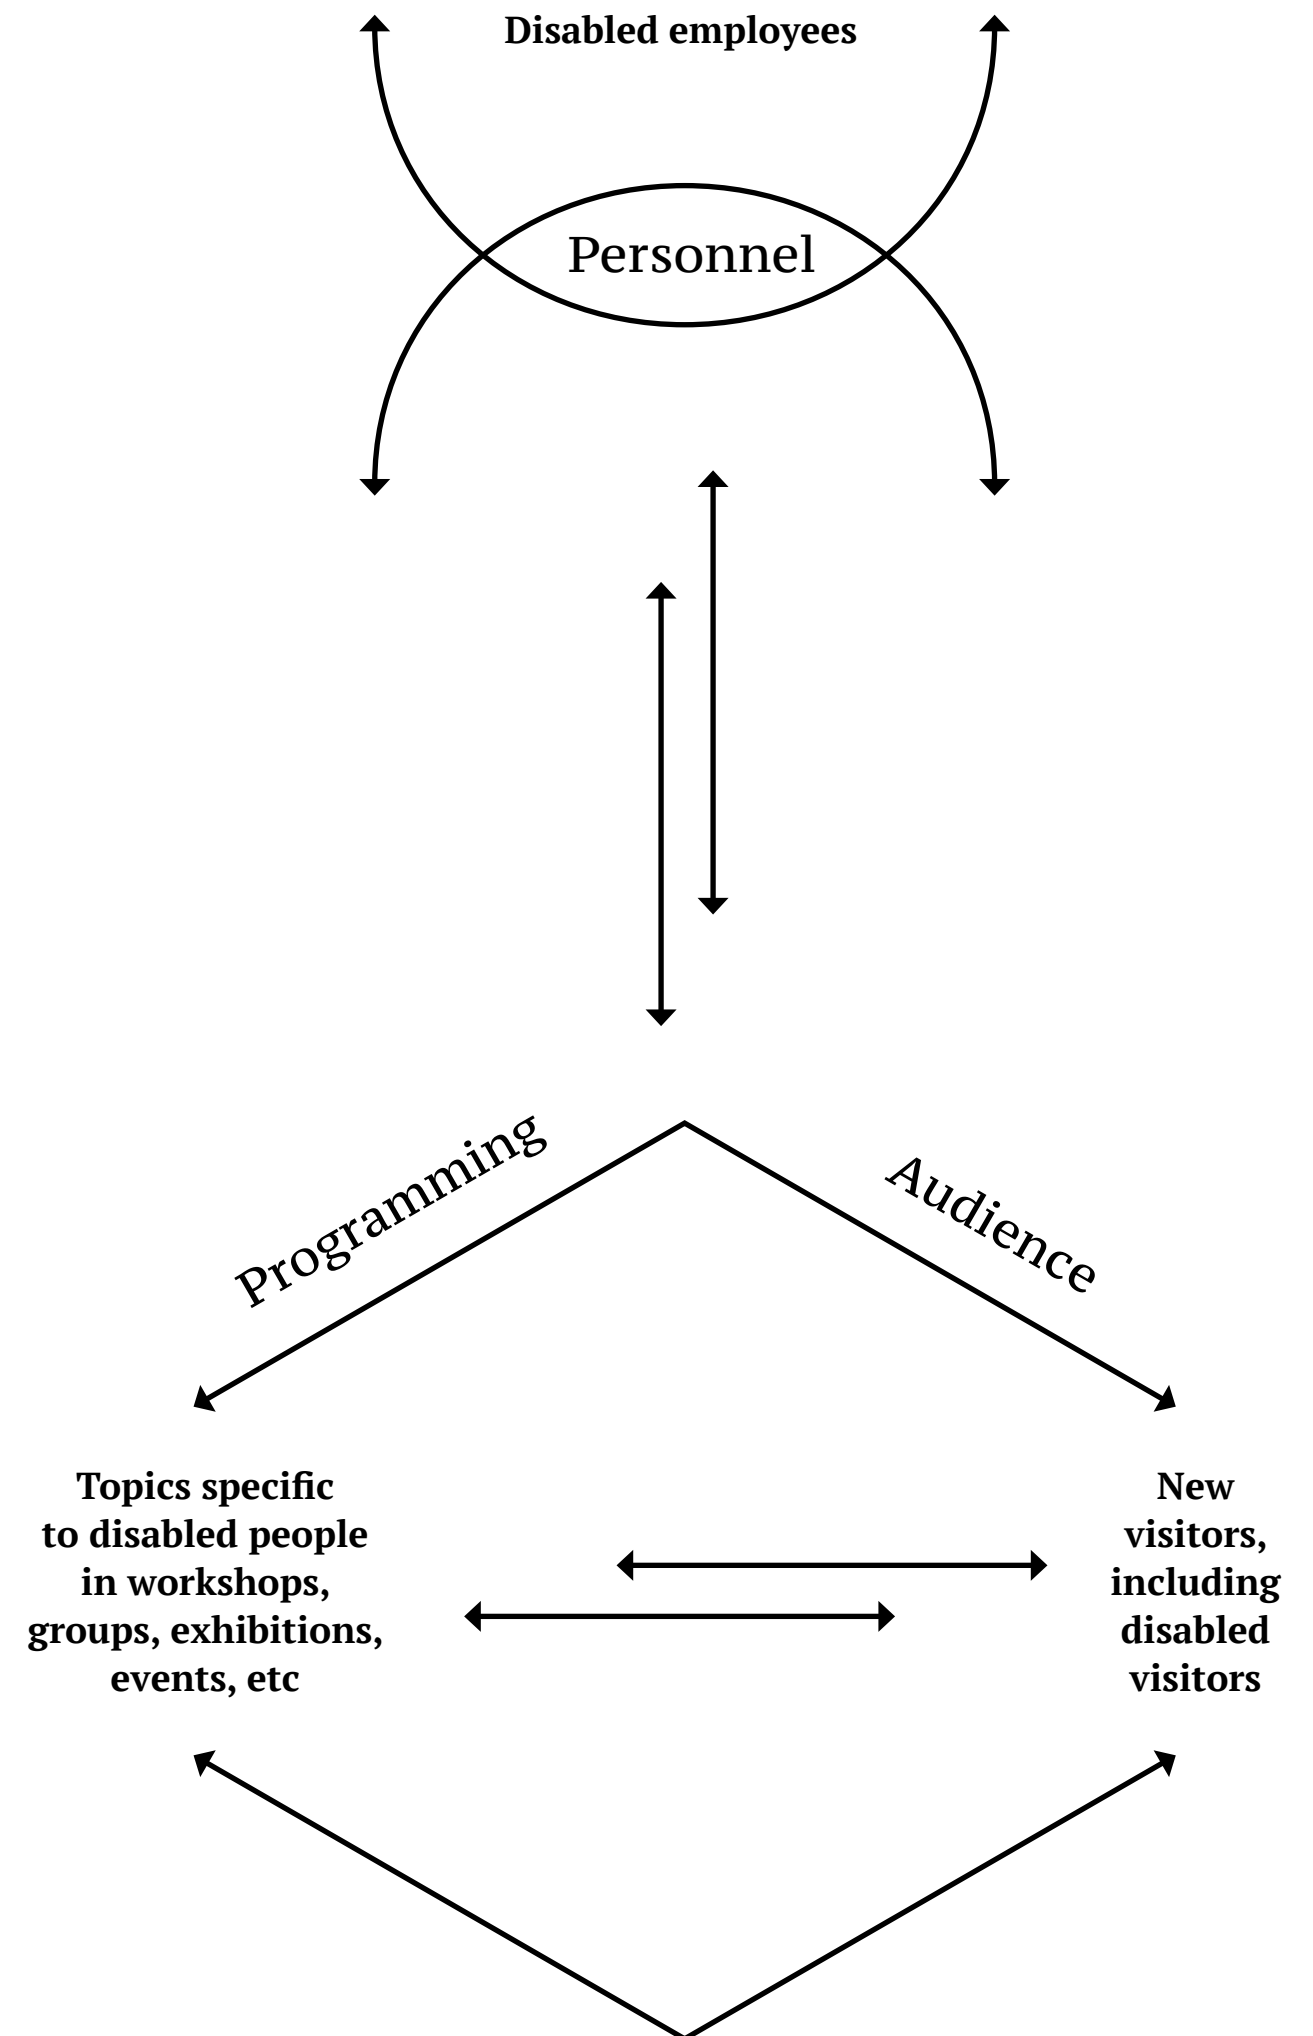 Disabled employees
Personnel
Programming
Audience
Topics specific
to disabled people
in workshops,
groups, exhibitions,
events, etc
New
visitors,
including
disabled
visitors